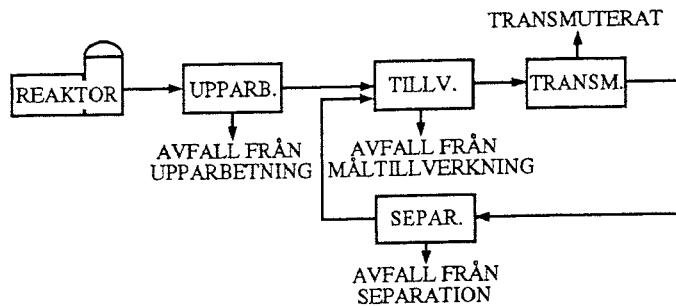 TRANSMUTERAT
REAKTOR
UPPARB.
TILLV.
TRANSM.
AVFALL FRÅN
UPPARBETNING
AVFALL FRÅN
MÅLTILLVERKNING
SEPAR.
AVFALL FRÅN
SEPARATION